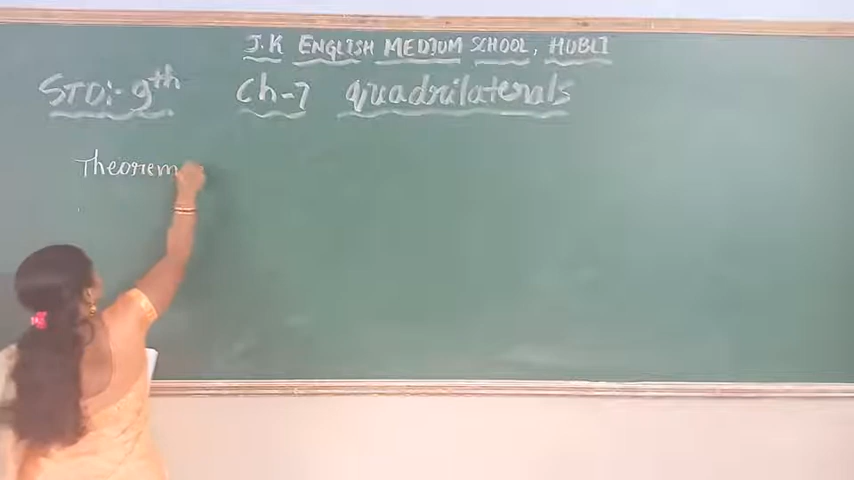 J.K ENGLISH MEDIUM SCHOOL, HUBLI
STD:- 9th Ch-7 quadrilaterals
Theorem